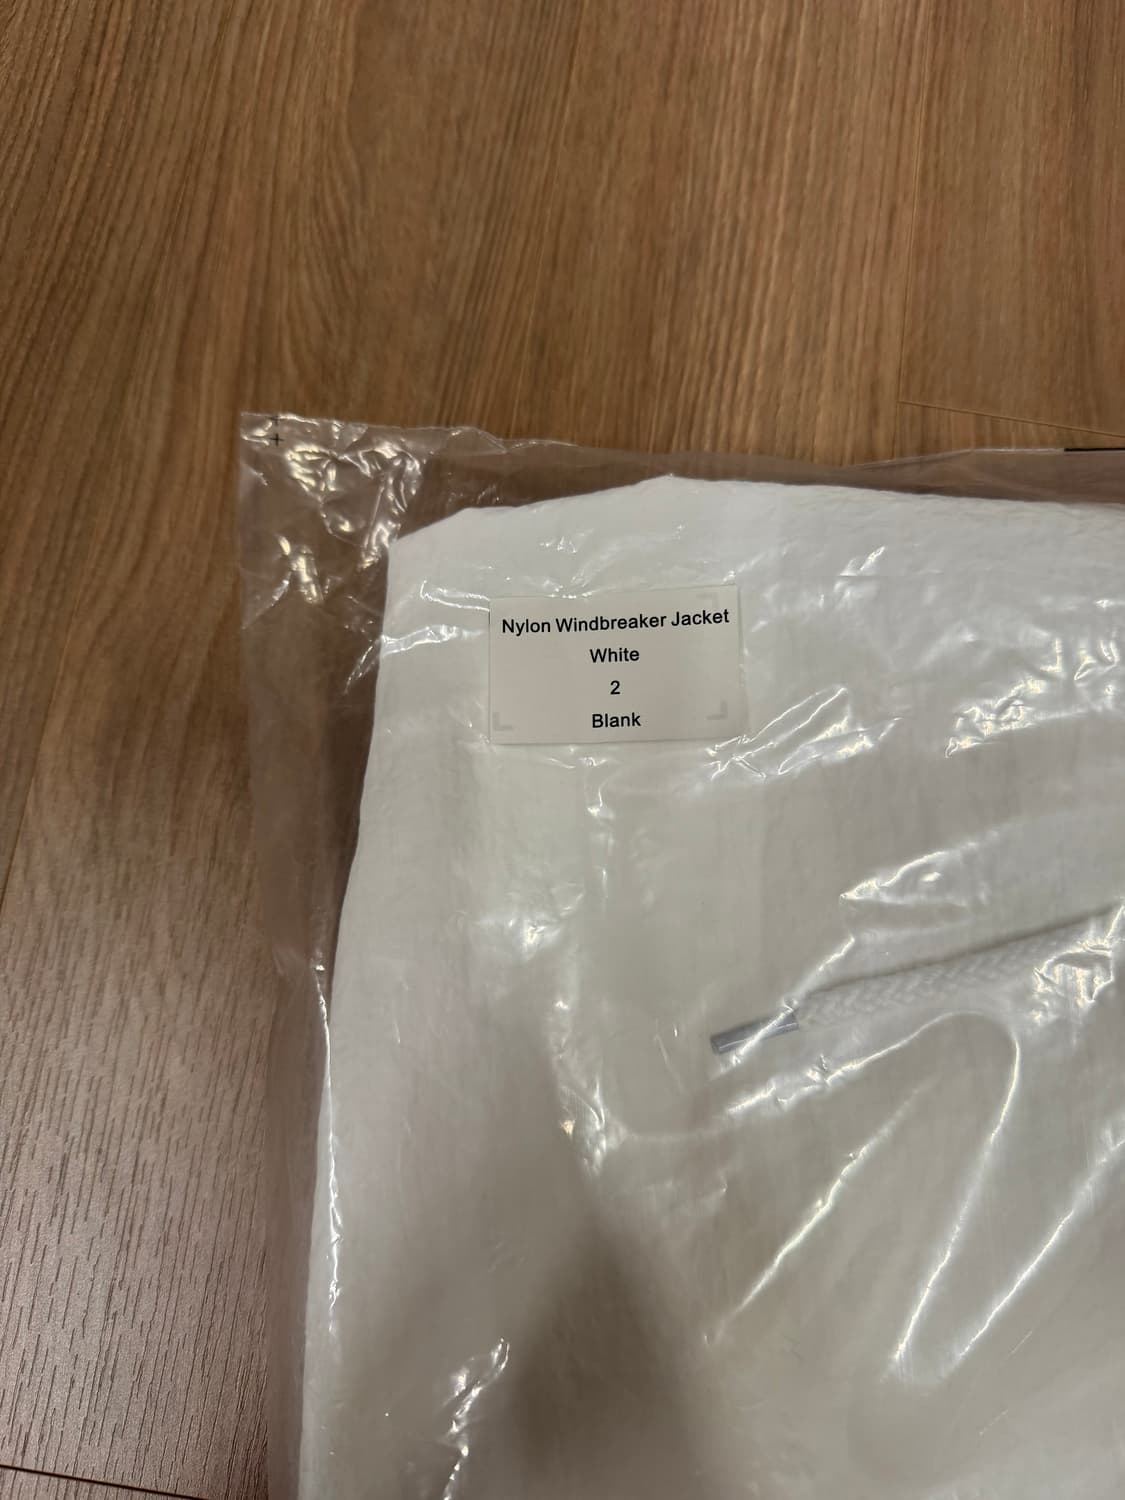 Nylon Windbreaker Jacket
White
2
Blank